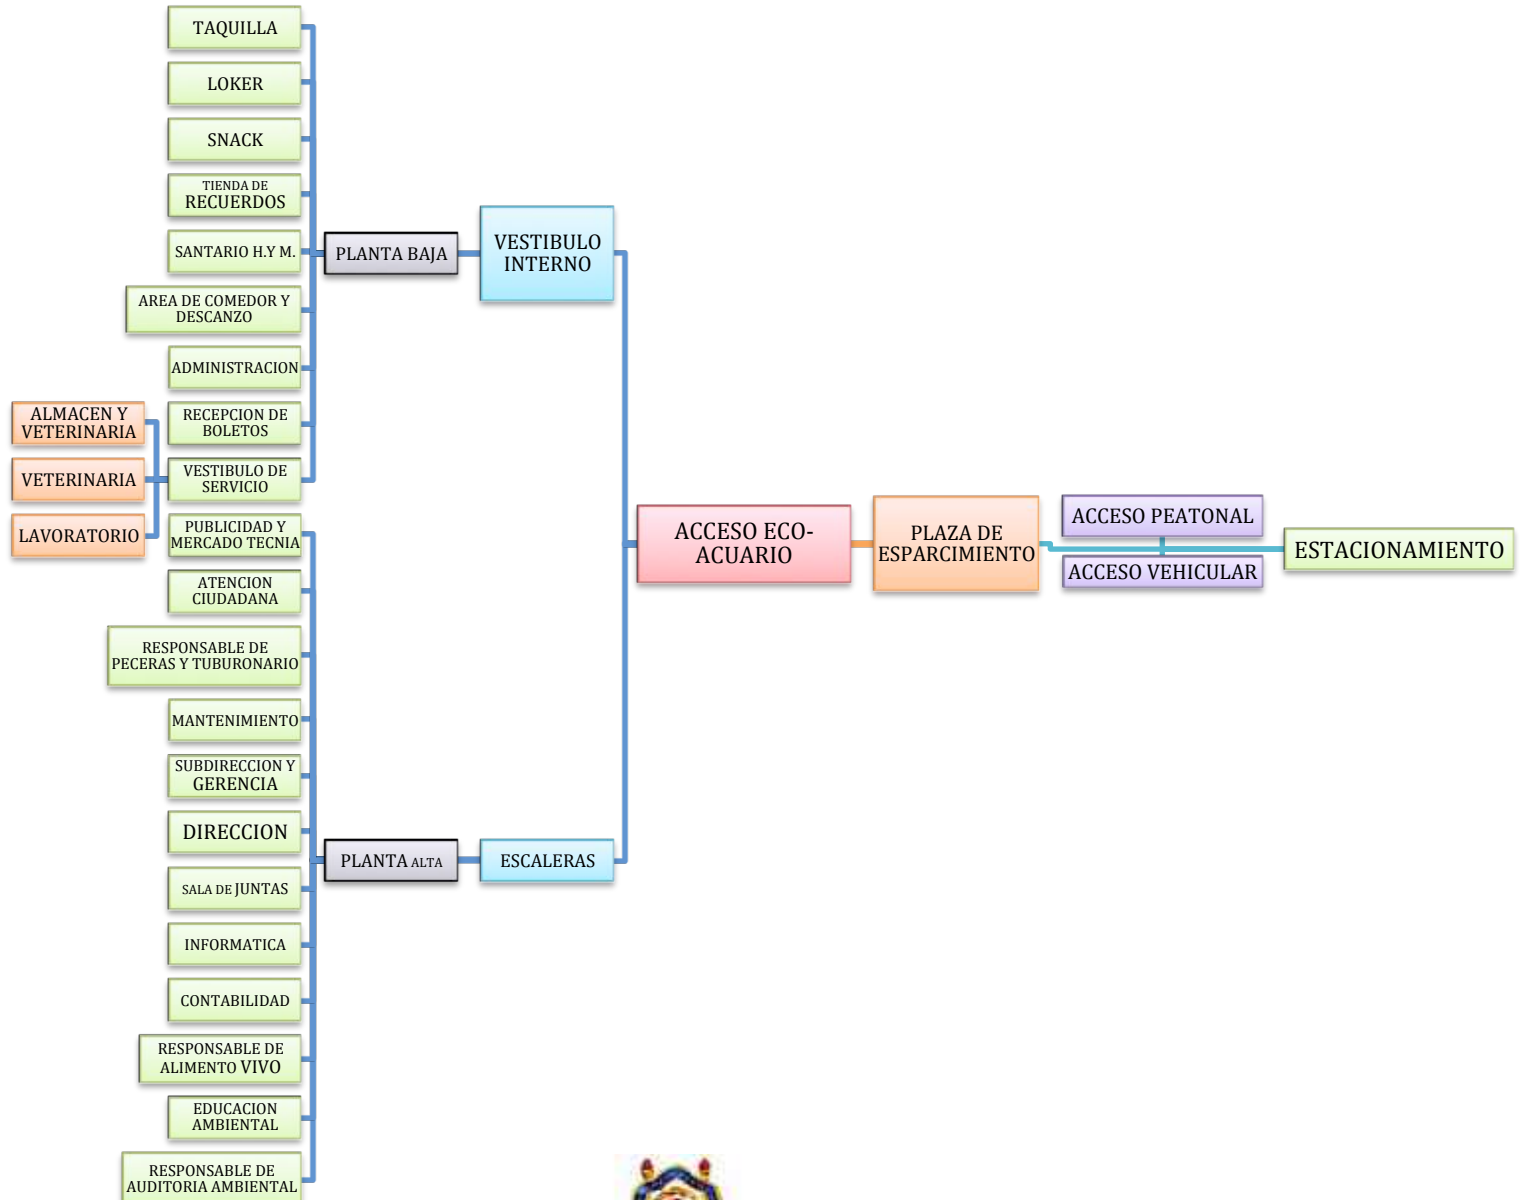 TAQUILLA
LOKER
SNACK
TIENDA DE
RECUERDOS
SANTARIO H.Y M.
AREA DE COMEDOR Y
DESCANZO
ADMINISTRACION
RECEPCION DE
BOLETOS
VESTIBULO DE
SERVICIO
ALMACEN Y
VETERINARIA
VETERINARIA
LAVORATORIO
PLANTA BAJA
VESTIBULO
INTERNO
PUBLICIDAD Y
MERCADO TECNIA
ATENCION
CIUDADANA
RESPONSABLE DE
PECERAS Y TUBURONARIO
MANTENIMIENTO
SUBDIRECCION Y
GERENCIA
DIRECCION
SALA DE JUNTAS
INFORMATICA
CONTABILIDAD
RESPONSABLE DE
ALIMENTO VIVO
EDUCACION
AMBIENTAL
RESPONSABLE DE
AUDITORIA AMBIENTAL
PLANTA ALTA
ESCALERAS
ACCESO ECO-
ACUARIO
PLAZA DE
ESPARCIMIENTO
ACCESO PEATONAL
ACCESO VEHICULAR
ESTACIONAMIENTO